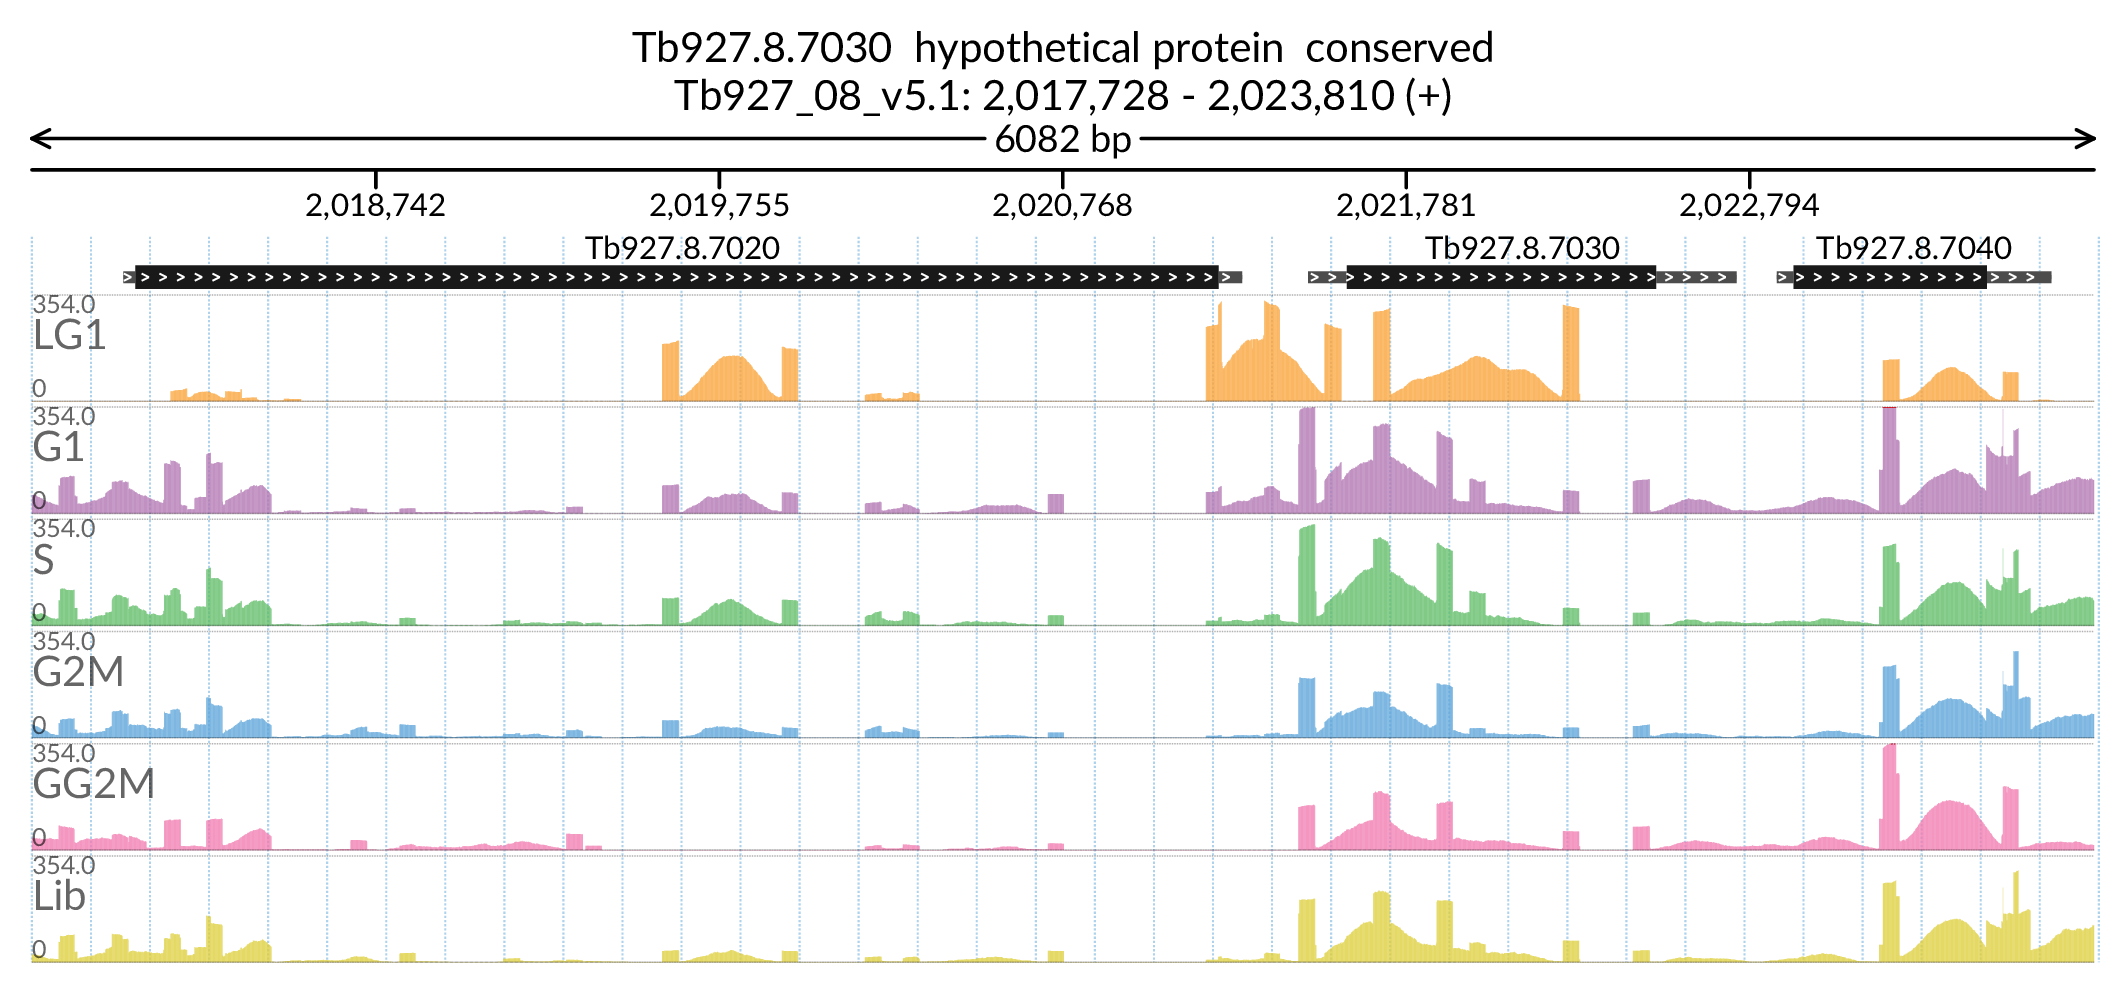 Tb927.8.7030 hypothetical protein conserved
Tb927_08_v5.1: 2,017,728 - 2,023,810 (+)
6082 bp
2,018,742 2,019,755 2,020,768 2,021,781 2,022,794
Tb927.8.7020 Tb927.8.7030 Tb927.8.7040
354.0
LG1
0
354.0
G1
0
354.0
S
0
354.0
G2M
0
354.0
GG2M
0
354.0
Lib
0